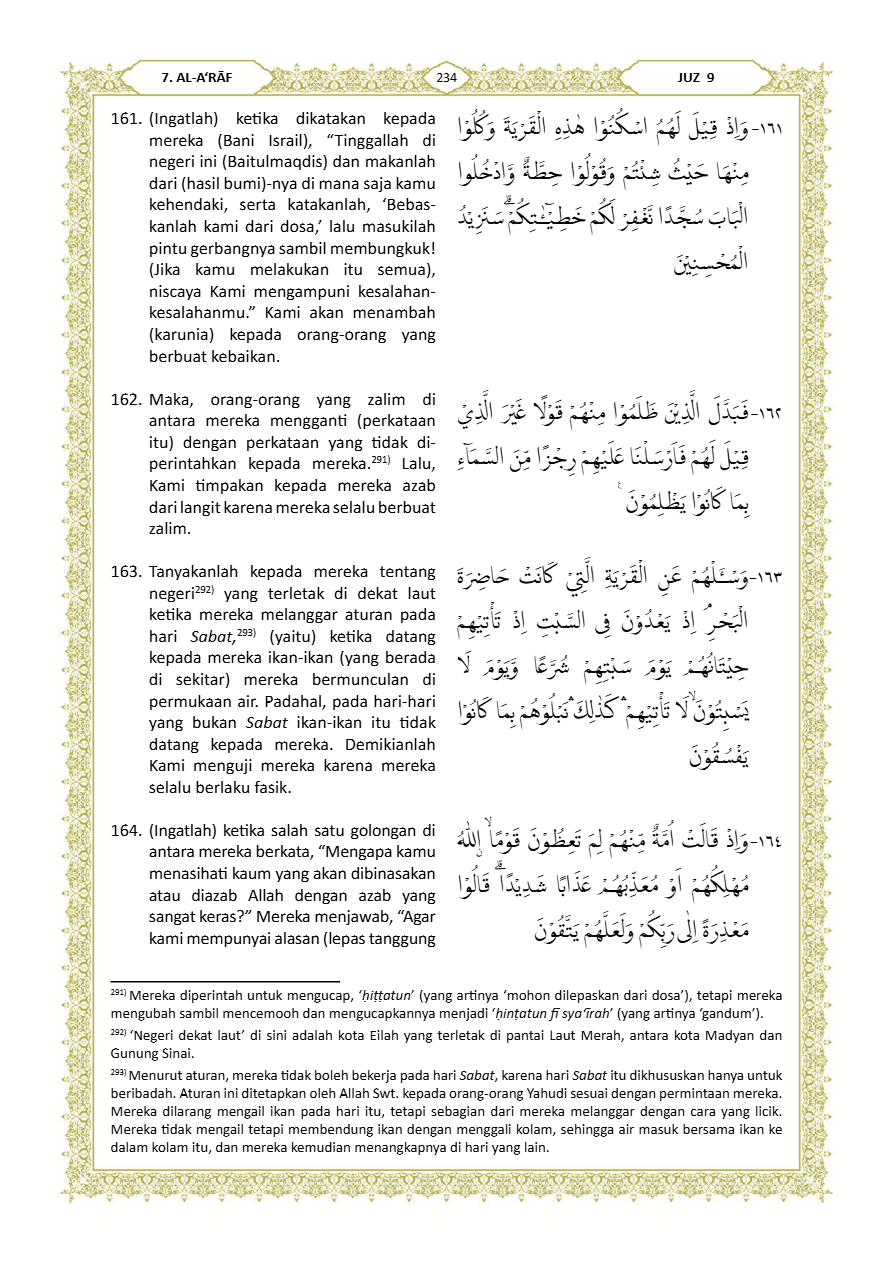 7. AL-A‘RĀF
234
JUZ 9
161. (Ingatlah) ketika dikatakan kepada
mereka (Bani Israil), “Tinggallah di
negeri ini (Baitulmaqdis) dan makanlah
dari (hasil bumi)-nya di mana saja kamu
kehendaki, serta katakanlah, ‘Bebas-
kanlah kami dari dosa,’ lalu masukilah
pintu gerbangnya sambil membungkuk!
(Jika kamu melakukan itu semua),
niscaya Kami mengampuni kesalahan-
kesalahanmu.” Kami akan menambah
(karunia) kepada orang-orang yang
berbuat kebaikan.
١٦١-وَاِذْ قِيْلَ لَهُمُ اسْكُنُوْا هٰذِهِ الْقَرْيَةَ وَكُلُوْا
مِنْهَا حَيْثُ شِئْتُمْ وَقُوْلُوْا حِطَّةٌ وَّادْخُلُوا
الْبَابَ سُجَّدًا نَّغْفِرْ لَكُمْ خَطِيْۤـٰٔتِكُمْۗ سَنَزِيْدُ
الْمُحْسِنِيْنَ
162. Maka, orang-orang yang zalim di
antara mereka mengganti (perkataan
itu) dengan perkataan yang tidak di-
perintahkan kepada mereka.²⁹¹⁾ Lalu,
Kami timpakan kepada mereka azab
dari langit karena mereka selalu berbuat
zalim.
١٦٢-فَبَدَّلَ الَّذِيْنَ ظَلَمُوْا مِنْهُمْ قَوْلًا غَيْرَ الَّذِيْ
قِيْلَ لَهُمْ فَاَرْسَلْنَا عَلَيْهِمْ رِجْزًا مِّنَ السَّمَاۤءِ
بِمَا كَانُوْا يَظْلِمُوْنَ ࣖ
163. Tanyakanlah kepada mereka tentang
negeri²⁹²⁾ yang terletak di dekat laut
ketika mereka melanggar aturan pada
hari Sabat,²⁹³⁾ (yaitu) ketika datang
kepada mereka ikan-ikan (yang berada
di sekitar) mereka bermunculan di
permukaan air. Padahal, pada hari-hari
yang bukan Sabat ikan-ikan itu tidak
datang kepada mereka. Demikianlah
Kami menguji mereka karena mereka
selalu berlaku fasik.
١٦٣-وَسْـَٔلْهُمْ عَنِ الْقَرْيَةِ الَّتِيْ كَانَتْ حَاضِرَةَ
الْبَحْرِۘ اِذْ يَعْدُوْنَ فِى السَّبْتِ اِذْ تَأْتِيْهِمْ
حِيْتَانُهُمْ يَوْمَ سَبْتِهِمْ شُرَّعًا وَّيَوْمَ لَا
يَسْبِتُوْنَۙ لَا تَأْتِيْهِمْ ۛ كَذٰلِكَ ۛ نَبْلُوْهُمْ بِمَا كَانُوْا
يَفْسُقُوْنَ
164. (Ingatlah) ketika salah satu golongan di
antara mereka berkata, “Mengapa kamu
menasihati kaum yang akan dibinasakan
atau diazab Allah dengan azab yang
sangat keras?” Mereka menjawab, “Agar
kami mempunyai alasan (lepas tanggung
١٦٤-وَاِذْ قَالَتْ اُمَّةٌ مِّنْهُمْ لِمَ تَعِظُوْنَ قَوْمًاۙ ۨاللّٰهُ
مُهْلِكُهُمْ اَوْ مُعَذِّبُهُمْ عَذَابًا شَدِيْدًاۗ قَالُوْا
مَعْذِرَةً اِلٰى رَبِّكُمْ وَلَعَلَّهُمْ يَتَّقُوْنَ
²⁹¹⁾ Mereka diperintah untuk mengucap, ‘ḥiṭṭatun’ (yang artinya ‘mohon dilepaskan dari dosa’), tetapi mereka
mengubah sambil mencemooh dan mengucapkannya menjadi ‘ḥinṭatun fī sya‘īrah’ (yang artinya ‘gandum’).
²⁹²⁾ ‘Negeri dekat laut’ di sini adalah kota Eilah yang terletak di pantai Laut Merah, antara kota Madyan dan
Gunung Sinai.
²⁹³⁾ Menurut aturan, mereka tidak boleh bekerja pada hari Sabat, karena hari Sabat itu dikhususkan hanya untuk
beribadah. Aturan ini ditetapkan oleh Allah Swt. kepada orang-orang Yahudi sesuai dengan permintaan mereka.
Mereka dilarang mengail ikan pada hari itu, tetapi sebagian dari mereka melanggar dengan cara yang licik.
Mereka tidak mengail tetapi membendung ikan dengan menggali kolam, sehingga air masuk bersama ikan ke
dalam kolam itu, dan mereka kemudian menangkapnya di hari yang lain.